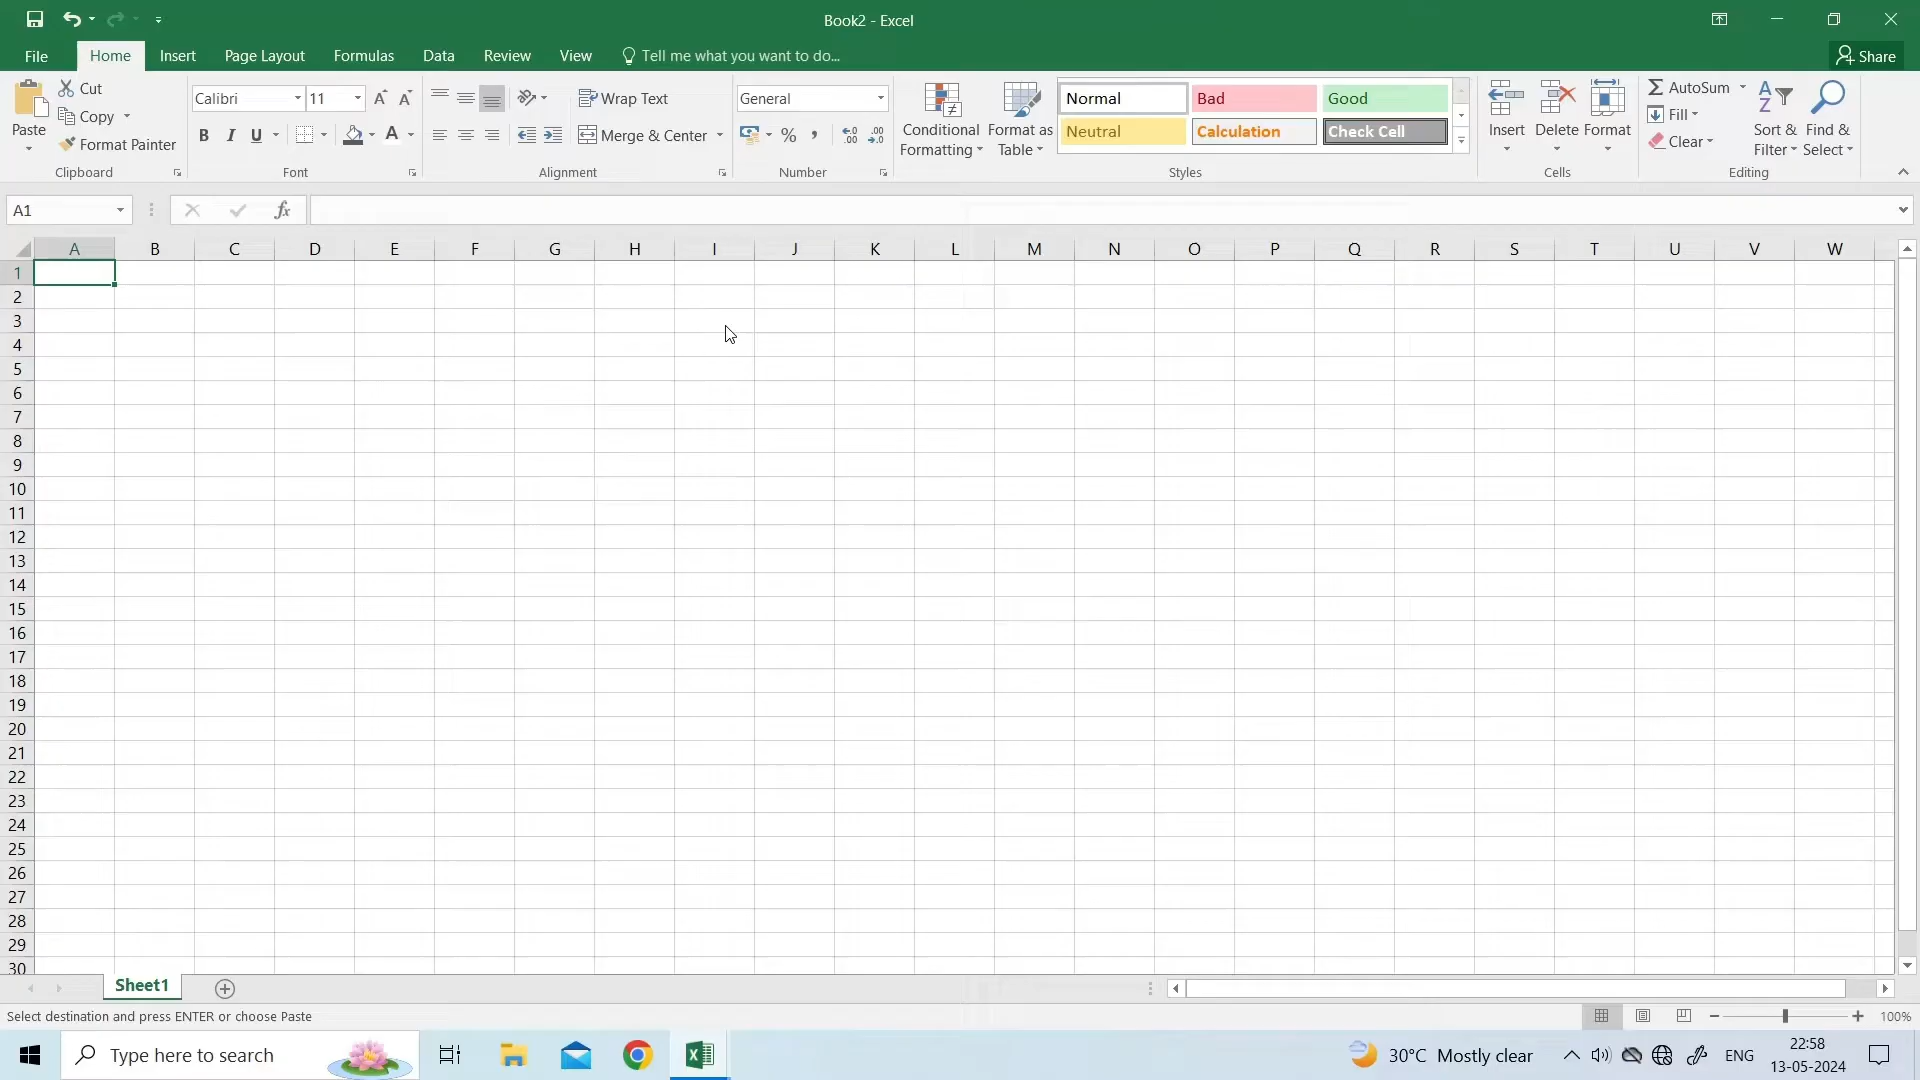 Book2 - Excel
File Home Insert Page Layout Formulas Data Review View Tell me what you want to do... Share
Paste
Cut
Copy
Format Painter
Clipboard
Calibri 11
B I U
Font
Wrap Text
Merge & Center
Alignment
General
%
Number
Conditional Formatting
Format as Table
Normal Bad Good
Neutral Calculation Check Cell
Styles
Insert Delete Format
Cells
AutoSum
Fill
Clear
Sort & Filter
Find & Select
Editing
A1 fx
A B C D E F G H I J K L M N O P Q R S T U V W
1
2
3
4
5
6
7
8
9
10
11
12
13
14
15
16
17
18
19
20
21
22
23
24
25
26
27
28
29
30
Sheet1
Select destination and press ENTER or choose Paste 100%
Type here to search 30°C Mostly clear ENG 22:58
13-05-2024